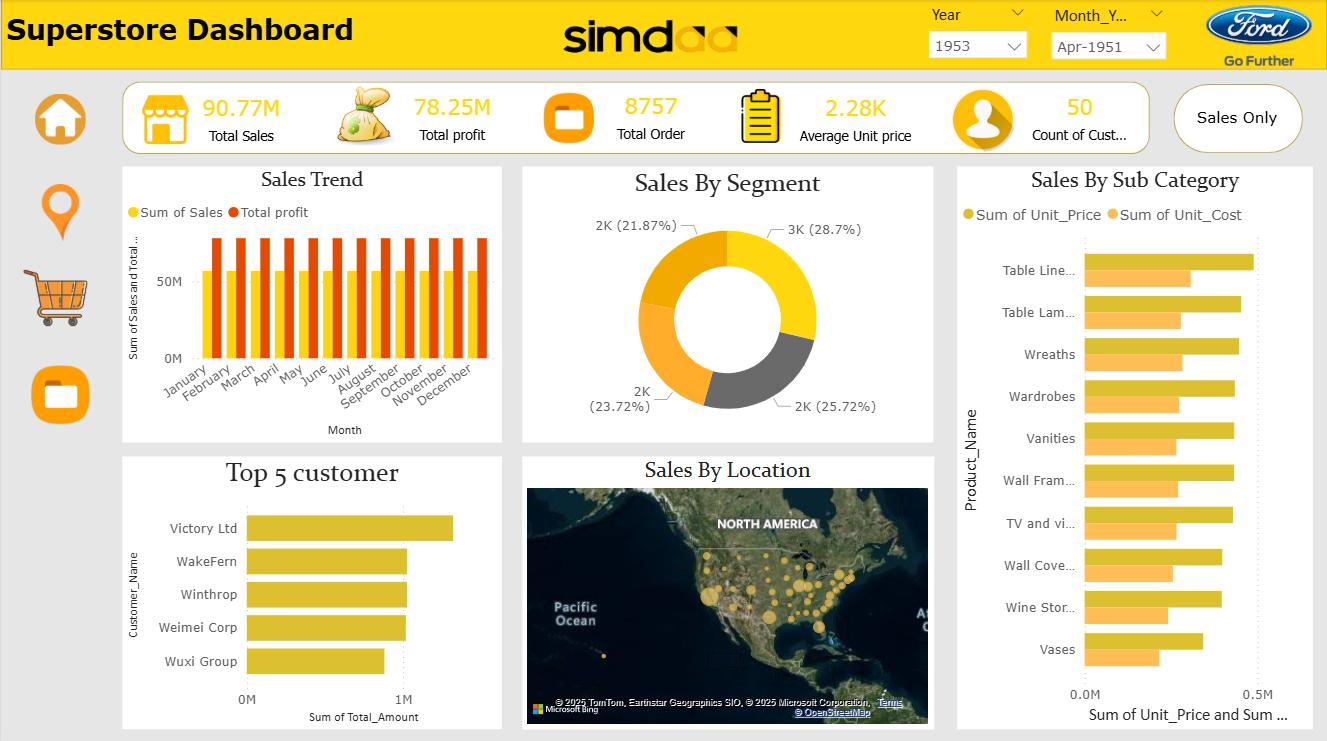 Superstore Dashboard
simdaa
Year
1953
Month_Y...
Apr-1951
Ford
Go Further
90.77M
Total Sales
78.25M
Total profit
8757
Total Order
2.28K
Average Unit price
50
Count of Cust...
Sales Only
Sales Trend
Sum of Sales
Total profit
Sum of Sales and Total ...
50M
0M
January
February
March
April
May
June
July
August
September
October
November
December
Month
Sales By Segment
2K (21.87%)
3K (28.7%)
2K
(23.72%)
2K (25.72%)
Sales By Sub Category
Sum of Unit_Price
Sum of Unit_Cost
Product_Name
Table Line...
Table Lam...
Wreaths
Wardrobes
Vanities
Wall Fram...
TV and vi...
Wall Cove...
Wine Stor...
Vases
0.0M
0.5M
Sum of Unit_Price and Sum ...
Top 5 customer
Customer_Name
Victory Ltd
WakeFern
Winthrop
Weimei Corp
Wuxi Group
0M
1M
Sum of Total_Amount
Sales By Location
NORTH AMERICA
Pacific
Ocean
At
O
Microsoft Bing
© 2025 TomTom, Earthstar Geographics SIO, © 2025 Microsoft Corporation, Terms
© OpenStreetMap